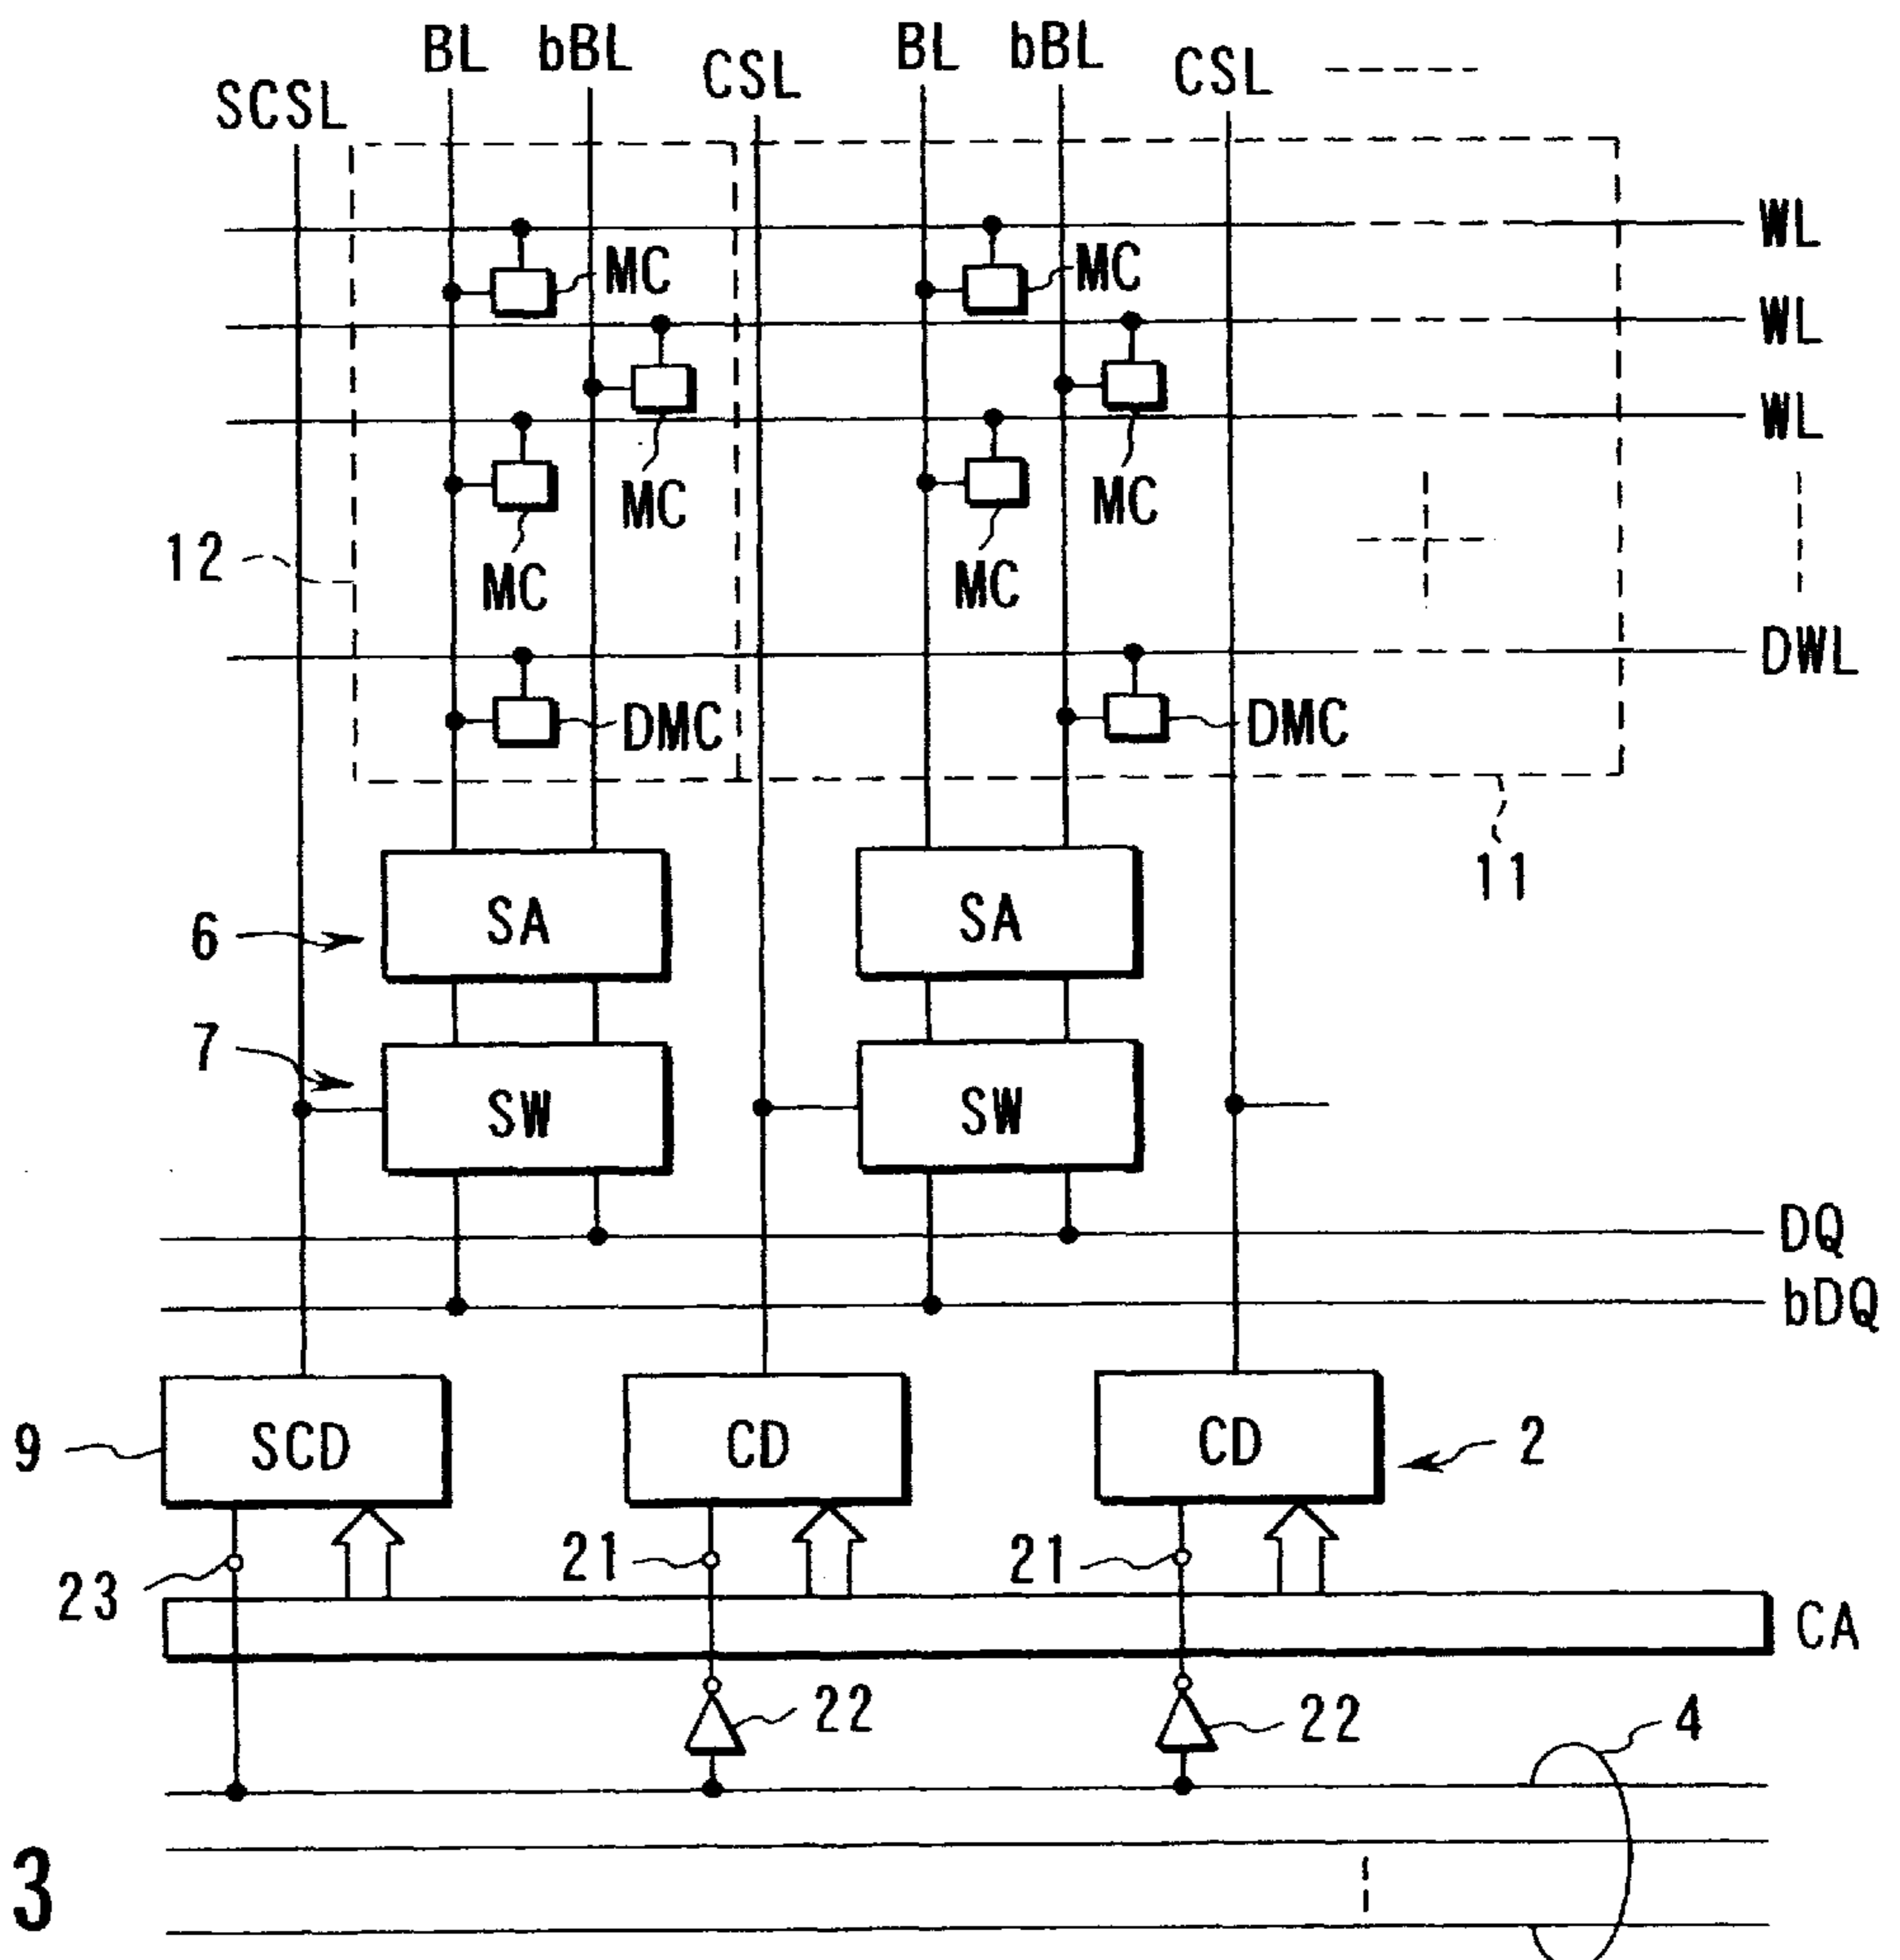 BL bBL BL bBL
SCSL CSL CSL
WL
MC MC
WL
WL
MC MC
12 MC MC
DWL
DMC DMC
11
6 SA SA
7 SW SW
DQ
bDQ
9 SCD CD CD 2
23 21 21
CA
22 22 4
3